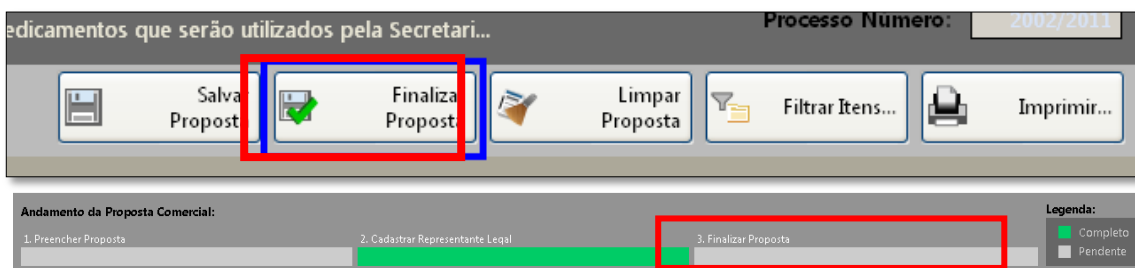 edicamentos que serão utilizados pela Secretari... Processo Número: 2002/2011
Salva Proposta
Finaliza Proposta
Limpar Proposta
Filtrar Itens...
Imprimir...
Andamento da Proposta Comercial:
Legenda:
1. Preencher Proposta
2. Cadastrar Representante Legal
3. Finalizar Proposta
Completo
Pendente